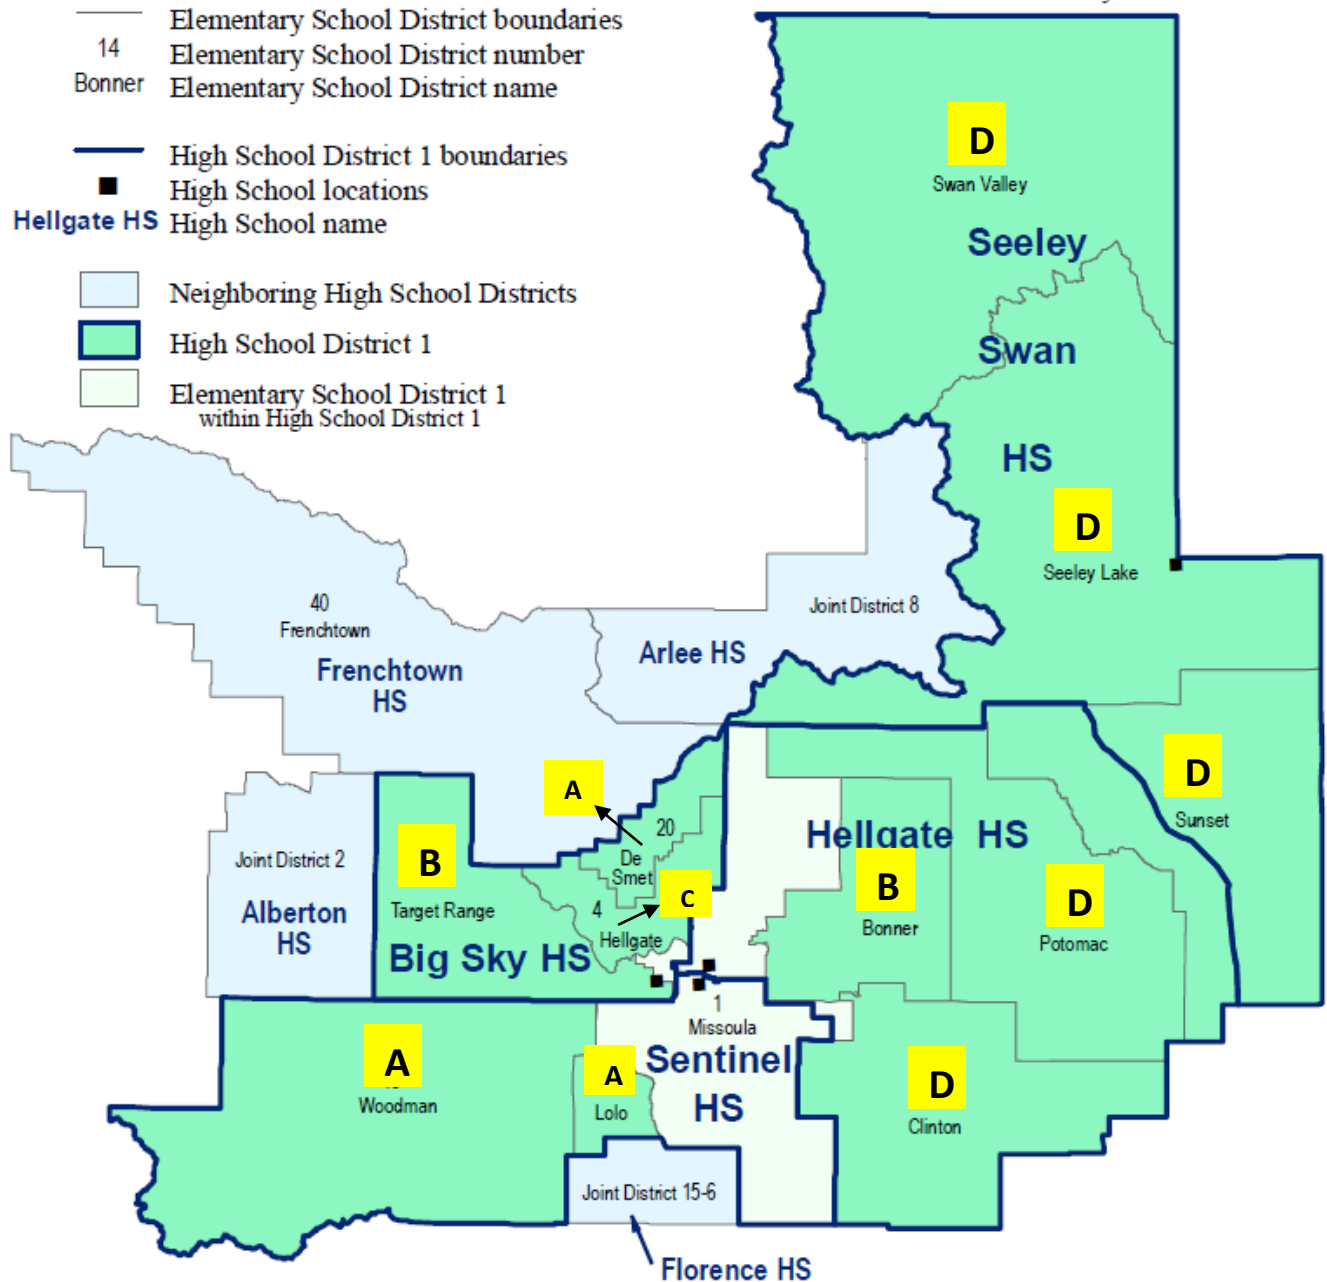 Elementary School District boundaries
14 Elementary School District number
Bonner Elementary School District name
High School District 1 boundaries
High School locations
Hellgate HS High School name
Neighboring High School Districts
High School District 1
Elementary School District 1
within High School District 1
D
Swan Valley
Seeley
Swan
HS
D
Seeley Lake
40
Frenchtown
Frenchtown
HS
Arlee HS
Joint District 8
D
Sunset
A
20
De
Smet
Hellgate HS
Joint District 2
Alberton
HS
B
Target Range
Big Sky HS
C
4
Hellgate
B
Bonner
D
Potomac
1
Missoula
Sentinel
HS
A
Woodman
A
Lolo
D
Clinton
Joint District 15-6
Florence HS